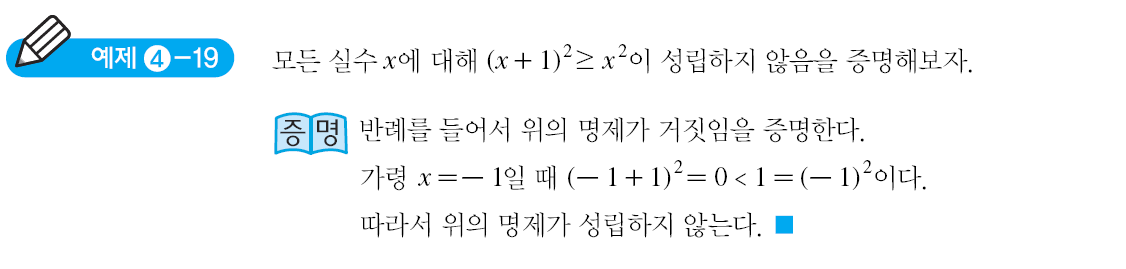 예제 4-19 모든 실수 x에 대해 (x + 1)²≥ x²이 성립하지 않음을 증명해보자.
증명 반례를 들어서 위의 명제가 거짓임을 증명한다.
가령 x =− 1일 때 (− 1 + 1)²= 0 < 1 = (− 1)²이다.
따라서 위의 명제가 성립하지 않는다. ■